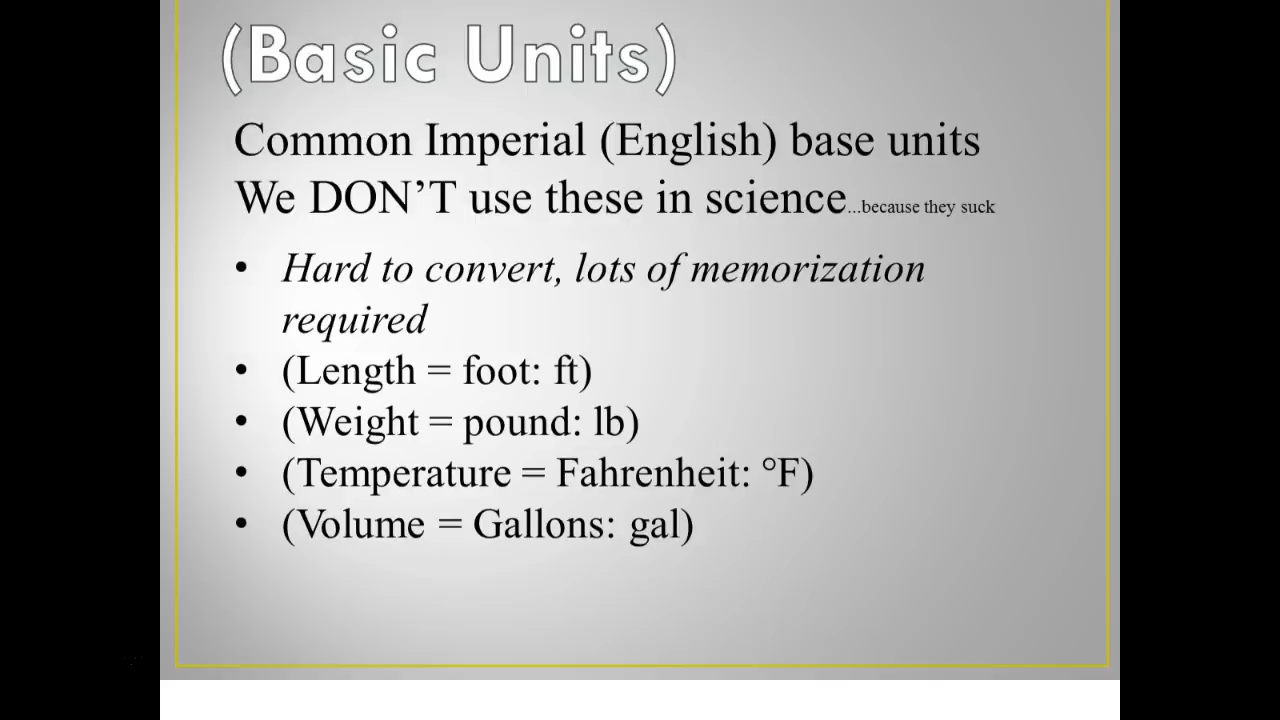 (Basic Units)
Common Imperial (English) base units
We DON’T use these in science...because they suck
• Hard to convert, lots of memorization
required
• (Length = foot: ft)
• (Weight = pound: lb)
• (Temperature = Fahrenheit: °F)
• (Volume = Gallons: gal)